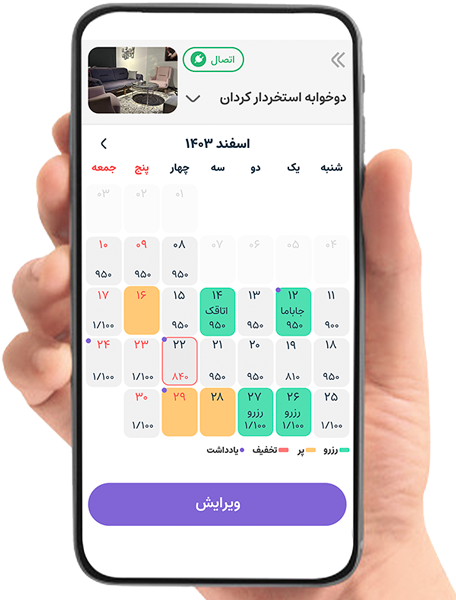 اتصال
دوخوابه استخردار کردان
اسفند ۱۴۰۳
شنبه یک دو سه چهار پنج جمعه
۰۱ ۰۲ ۰۳
۰۴ ۰۵ ۰۶ ۰۷ ۰۸ ۰۹ ۱۰
۹۵۰ ۹۵۰ ۹۵۰
۱۱ ۱۲ ۱۳ ۱۴ ۱۵ ۱۶ ۱۷
جاباما اتاقک
۹۰۰ ۹۵۰ ۹۵۰ ۹۵۰ ۹۵۰ ۱/۱۰۰
۱۸ ۱۹ ۲۰ ۲۱ ۲۲ ۲۳ ۲۴
۹۵۰ ۸۱۰ ۹۵۰ ۹۵۰ ۸۴۰ ۱/۱۰۰ ۱/۱۰۰
۲۵ ۲۶ ۲۷ ۲۸ ۲۹ ۳۰
رزرو رزرو
۱/۱۰۰ ۱/۱۰۰ ۱/۱۰۰ ۱/۱۰۰
رزرو پر تخفیف یادداشت
ویرایش